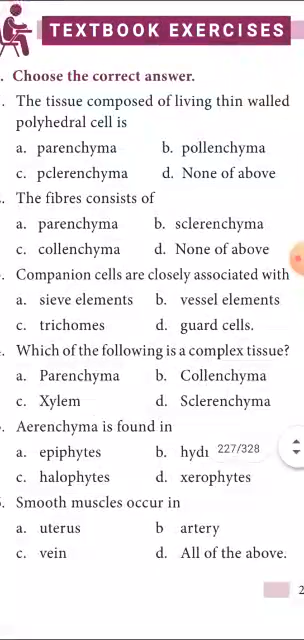 TEXTBOOK EXERCISES
. Choose the correct answer.
. The tissue composed of living thin walled
polyhedral cell is
a. parenchyma b. pollenchyma
c. pclerenchyma d. None of above
. The fibres consists of
a. parenchyma b. sclerenchyma
c. collenchyma d. None of above
. Companion cells are closely associated with
a. sieve elements b. vessel elements
c. trichomes d. guard cells.
. Which of the following is a complex tissue?
a. Parenchyma b. Collenchyma
c. Xylem d. Sclerenchyma
. Aerenchyma is found in
a. epiphytes b. 227/328
c. halophytes d. xerophytes
. Smooth muscles occur in
a. uterus b artery
c. vein d. All of the above.
2